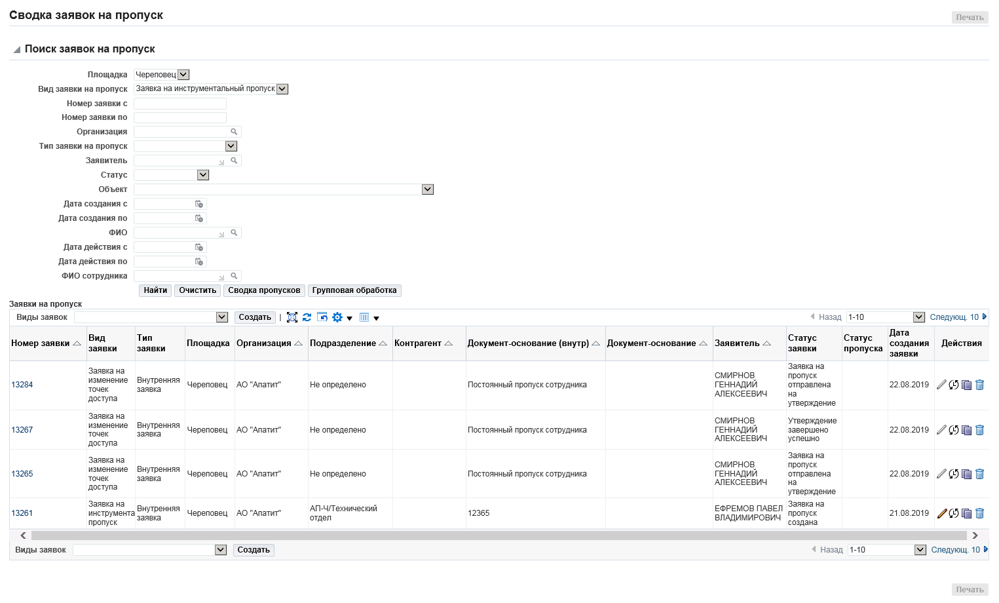 Сводка заявок на пропуск
Печать
Поиск заявок на пропуск
Площадка Череповец
Вид заявки на пропуск Заявка на инструментальный пропуск
Номер заявки с
Номер заявки по
Организация
Тип заявки на пропуск
Заявитель
Статус
Объект
Дата создания с
Дата создания по
ФИО
Дата действия с
Дата действия по
ФИО сотрудника
Найти Очистить Сводка пропусков Групповая обработка
Заявки на пропуск
Виды заявок Создать | Назад 1-10 Следующ. 10
Номер заявки Вид заявки Тип заявки Площадка Организация Подразделение Контрагент Документ-основание (внутр) Документ-основание Заявитель Статус заявки Статус пропуска Дата создания заявки Действия
13284 Заявка на изменение точек доступа Внутренняя заявка Череповец АО "Апатит" Не определено Постоянный пропуск сотрудника СМИРНОВ ГЕННАДИЙ АЛЕКСЕЕВИЧ Заявка на пропуск отправлена на утверждение 22.08.2019
13267 Заявка на изменение точек доступа Внутренняя заявка Череповец АО "Апатит" Не определено Постоянный пропуск сотрудника СМИРНОВ ГЕННАДИЙ АЛЕКСЕЕВИЧ Утверждение завершено успешно 22.08.2019
13265 Заявка на изменение точек доступа Внутренняя заявка Череповец АО "Апатит" Не определено Постоянный пропуск сотрудника СМИРНОВ ГЕННАДИЙ АЛЕКСЕЕВИЧ Заявка на пропуск отправлена на утверждение 22.08.2019
13261 Заявка на инструмента пропуск Внутренняя заявка Череповец АО "Апатит" АП-Ч/Технический отдел 12365 ЕФРЕМОВ ПАВЕЛ ВЛАДИМИРОВИЧ Заявка на пропуск создана 21.08.2019
Виды заявок Создать Назад 1-10 Следующ. 10
Печать